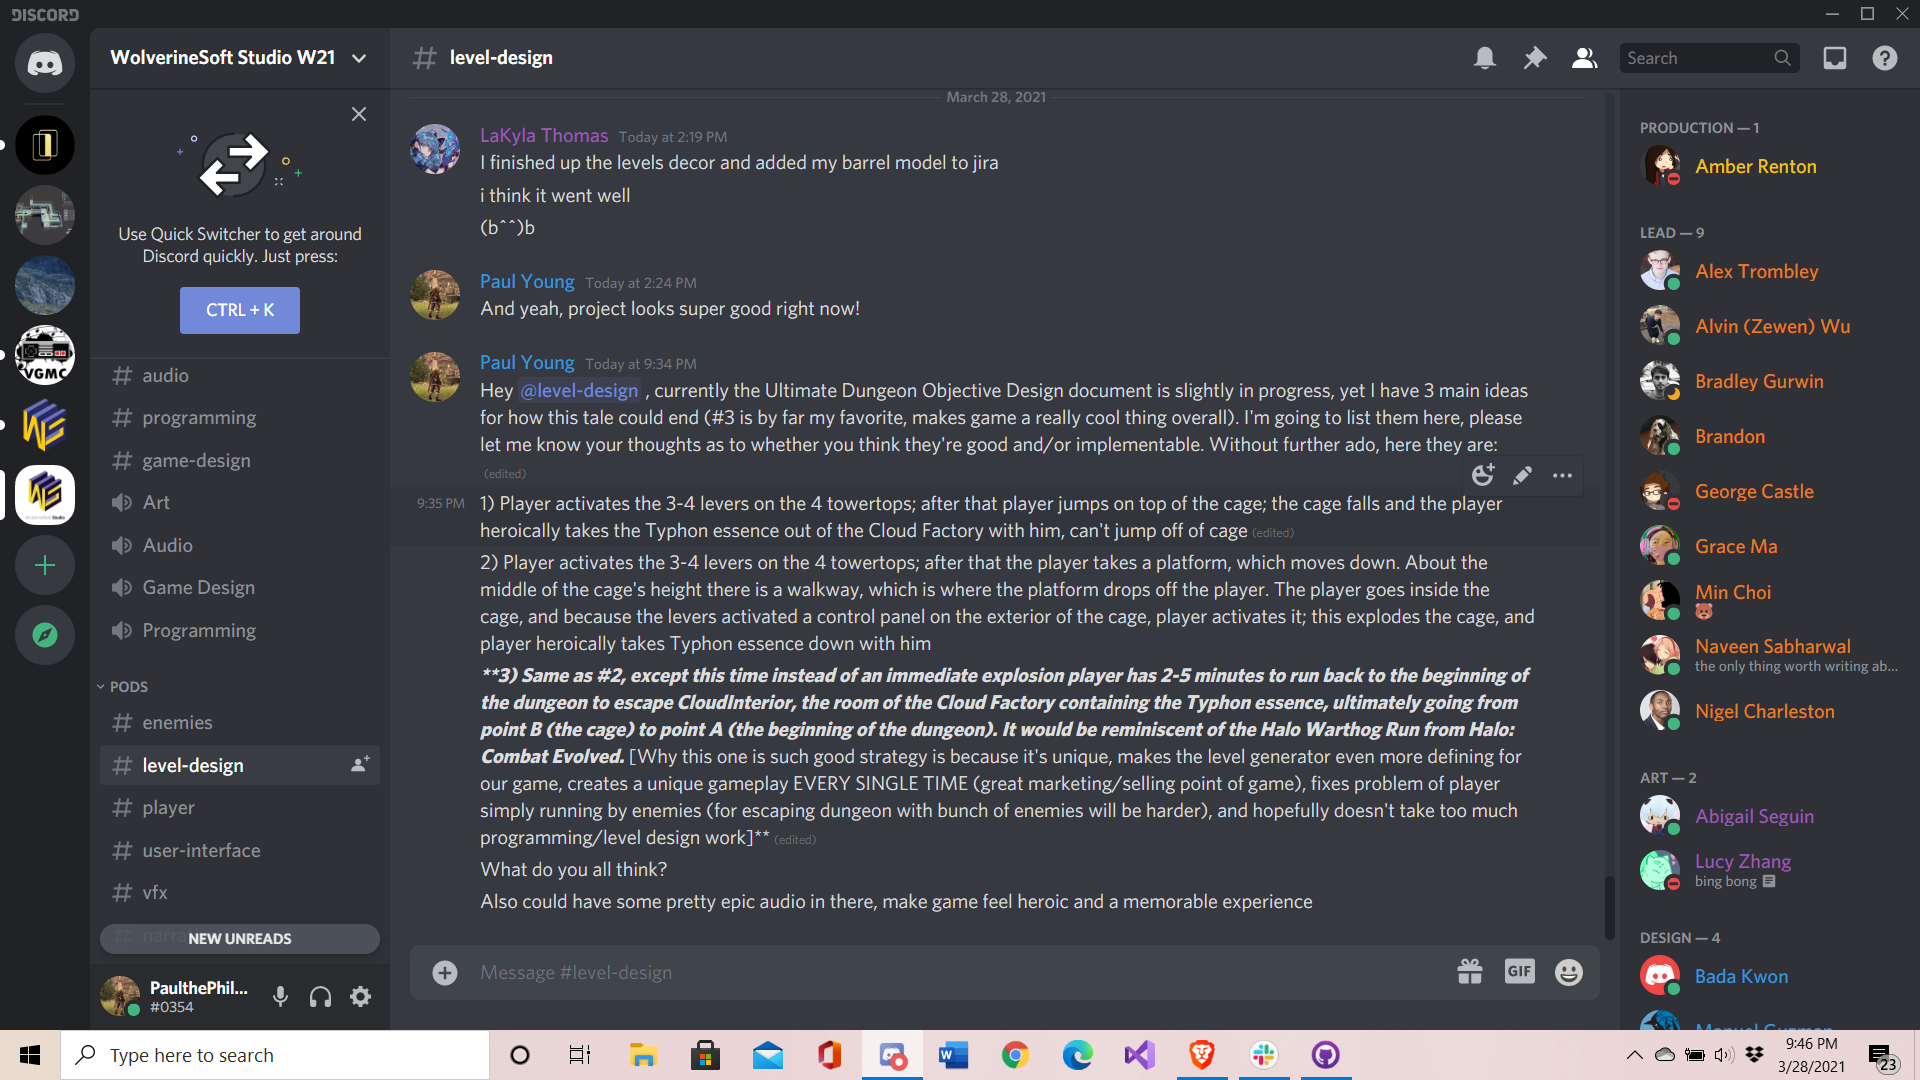 DISCORD
WolverineSoft Studio W21
Use Quick Switcher to get around
Discord quickly. Just press:
CTRL + K
audio
programming
game-design
Art
Audio
Game Design
Programming
PODS
enemies
level-design
player
user-interface
vfx
NEW UNREADS
PaulthePhil...
#0354
VGMC
# level-design
Search
March 28, 2021
LaKyla Thomas Today at 2:19 PM
I finished up the levels decor and added my barrel model to jira
i think it went well
(b^^)b
Paul Young Today at 2:24 PM
And yeah, project looks super good right now!
Paul Young Today at 9:34 PM
Hey @level-design , currently the Ultimate Dungeon Objective Design document is slightly in progress, yet I have 3 main ideas
for how this tale could end (#3 is by far my favorite, makes game a really cool thing overall). I'm going to list them here, please
let me know your thoughts as to whether you think they're good and/or implementable. Without further ado, here they are:
(edited)
9:35 PM 1) Player activates the 3-4 levers on the 4 towertops; after that player jumps on top of the cage; the cage falls and the player
heroically takes the Typhon essence out of the Cloud Factory with him, can't jump off of cage (edited)
2) Player activates the 3-4 levers on the 4 towertops; after that the player takes a platform, which moves down. About the
middle of the cage's height there is a walkway, which is where the platform drops off the player. The player goes inside the
cage, and because the levers activated a control panel on the exterior of the cage, player activates it; this explodes the cage, and
player heroically takes Typhon essence down with him
**3) Same as #2, except this time instead of an immediate explosion player has 2-5 minutes to run back to the beginning of
the dungeon to escape CloudInterior, the room of the Cloud Factory containing the Typhon essence, ultimately going from
point B (the cage) to point A (the beginning of the dungeon). It would be reminiscent of the Halo Warthog Run from Halo:
Combat Evolved. [Why this one is such good strategy is because it's unique, makes the level generator even more defining for
our game, creates a unique gameplay EVERY SINGLE TIME (great marketing/selling point of game), fixes problem of player
simply running by enemies (for escaping dungeon with bunch of enemies will be harder), and hopefully doesn't take too much
programming/level design work]** (edited)
What do you all think?
Also could have some pretty epic audio in there, make game feel heroic and a memorable experience
Message #level-design
GIF
PRODUCTION — 1
Amber Renton
LEAD — 9
Alex Trombley
Alvin (Zewen) Wu
Bradley Gurwin
Brandon
George Castle
Grace Ma
Min Choi
Naveen Sabharwal
the only thing worth writing ab...
Nigel Charleston
ART — 2
Abigail Seguin
Lucy Zhang
bing bong
DESIGN — 4
Bada Kwon
Type here to search
9:46 PM
3/28/2021
23